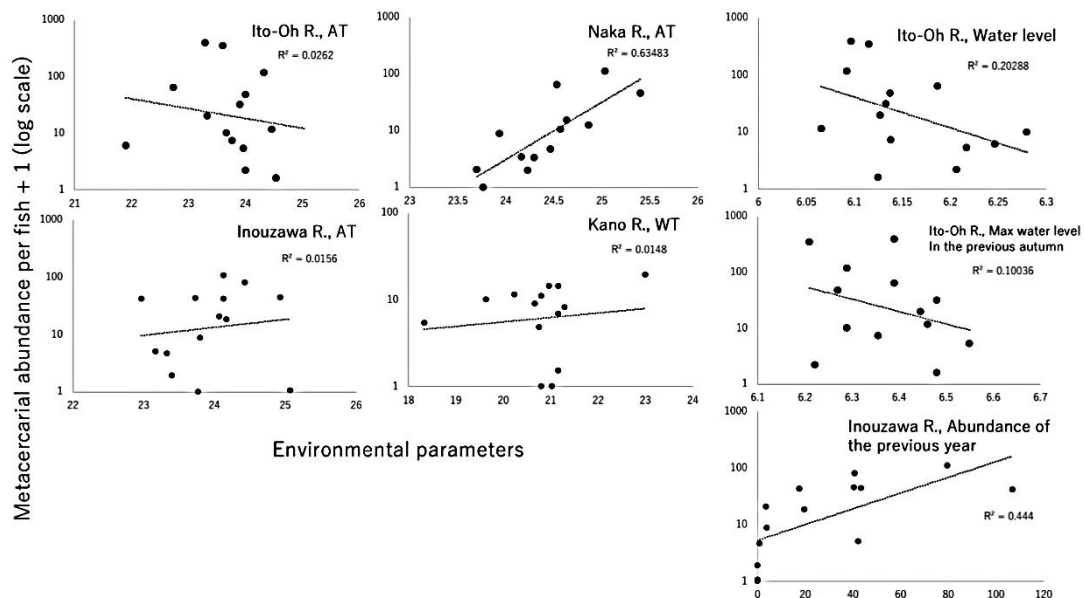 Metacercarial abundance per fish + 1 (log scale)
1000
100
10
1
Ito-Oh R., AT
R² = 0.0262
21 22 23 24 25 26
1000
100
10
1
Naka R., AT
R² = 0.63483
23 23.5 24 24.5 25 25.5 26
1000
100
10
1
Ito-Oh R., Water level
R² = 0.20288
6 6.05 6.1 6.15 6.2 6.25 6.3
1000
100
10
1
Inouzawa R., AT
R² = 0.0156
22 23 24 25 26
100
10
1
Kano R., WT
R² = 0.0148
18 19 20 21 22 23 24
1000
100
10
1
Ito-Oh R., Max water level
In the previous autumn
R² = 0.10036
6.1 6.2 6.3 6.4 6.5 6.6 6.7
Environmental parameters
1000
100
10
1
Inouzawa R., Abundance of
the previous year
R² = 0.444
0 20 40 60 80 100 120